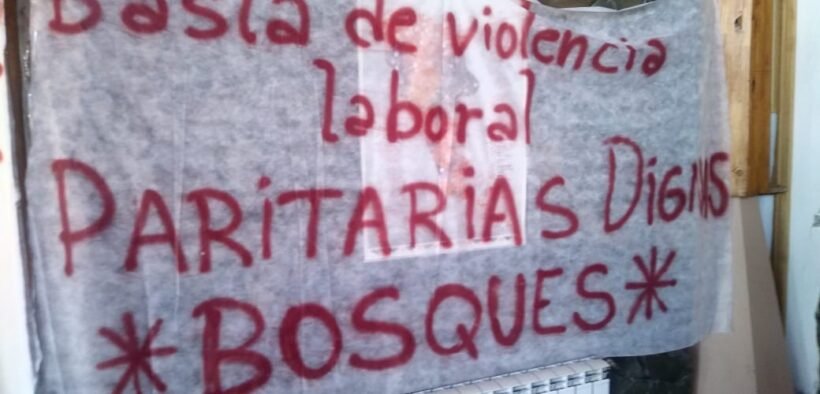 Basta de violencia
laboral
PARiTARiAS DiGNAS
*BOSQUES*